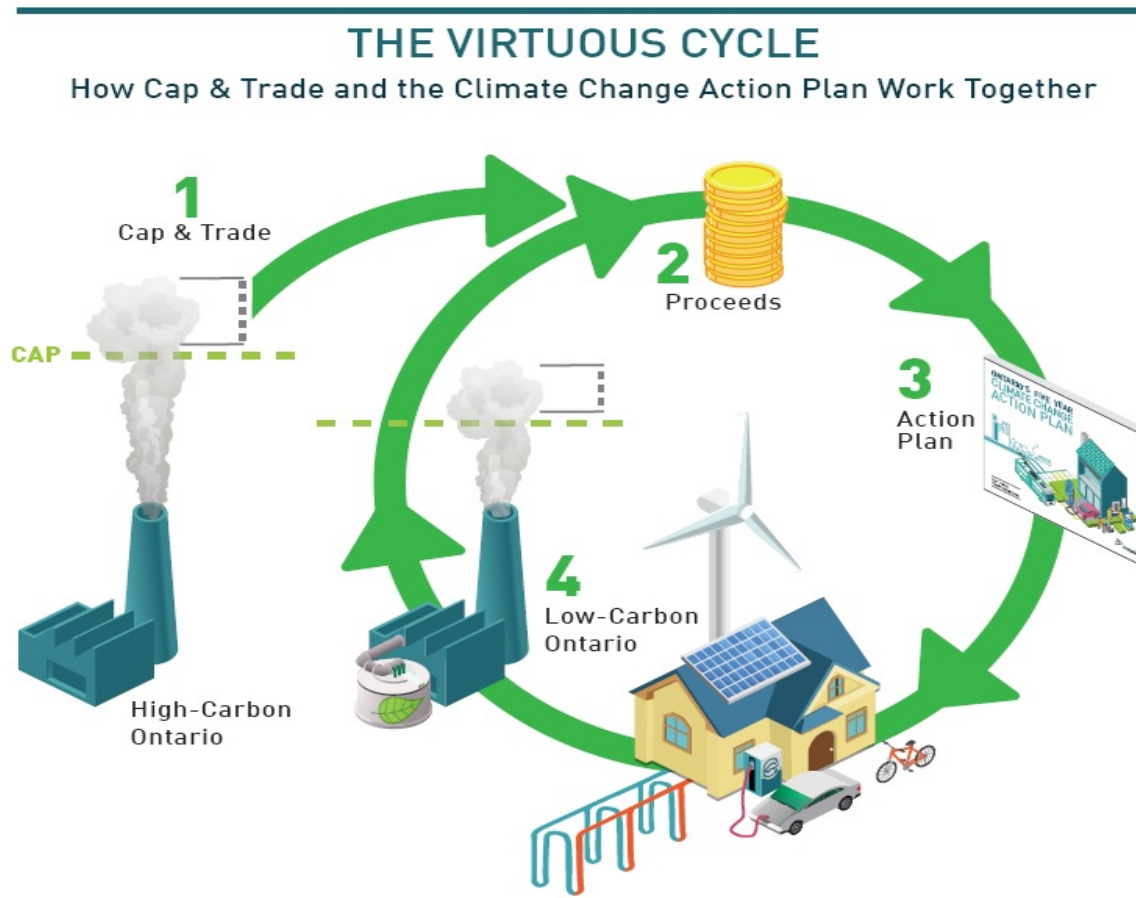 THE VIRTUOUS CYCLE
How Cap & Trade and the Climate Change Action Plan Work Together
1
Cap & Trade
CAP
2
Proceeds
3
Action
Plan
ONTARIO'S FIVE YEAR
CLIMATE CHANGE
ACTION PLAN
4
Low-Carbon
Ontario
High-Carbon
Ontario